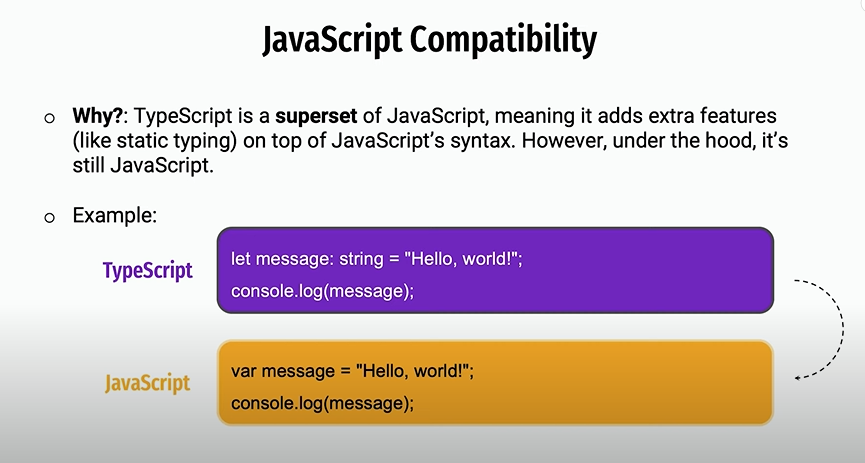 JavaScript Compatibility
○ Why?: TypeScript is a superset of JavaScript, meaning it adds extra features
(like static typing) on top of JavaScript’s syntax. However, under the hood, it’s
still JavaScript.
○ Example:
TypeScript
let message: string = "Hello, world!";
console.log(message);
JavaScript
var message = "Hello, world!";
console.log(message);